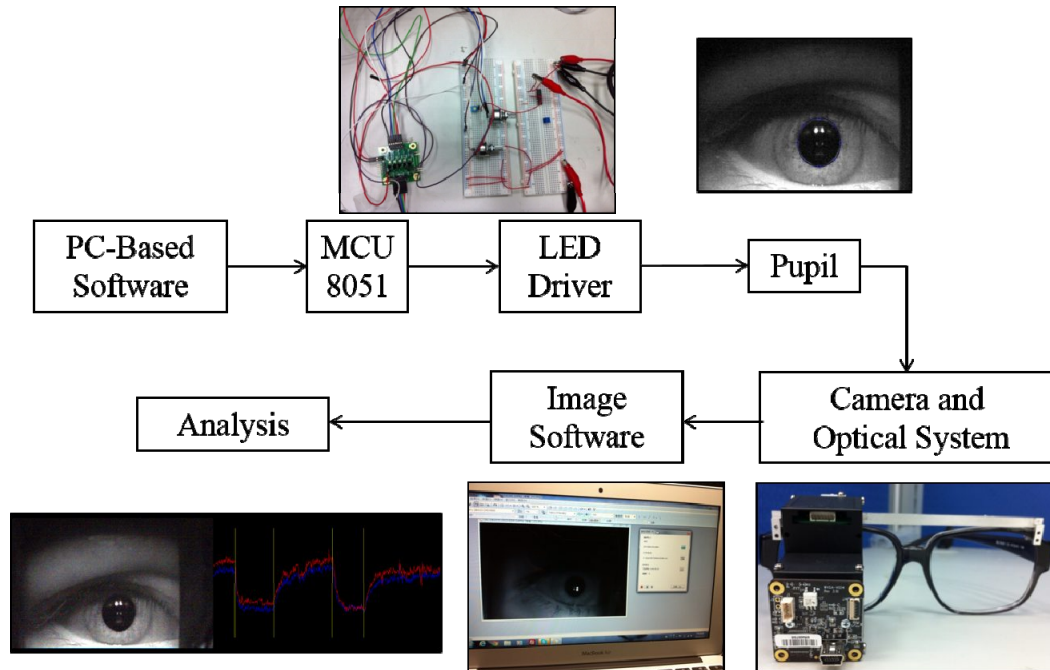 PC-Based
Software
MCU
8051
LED
Driver
Pupil
Camera and
Optical System
Image
Software
Analysis